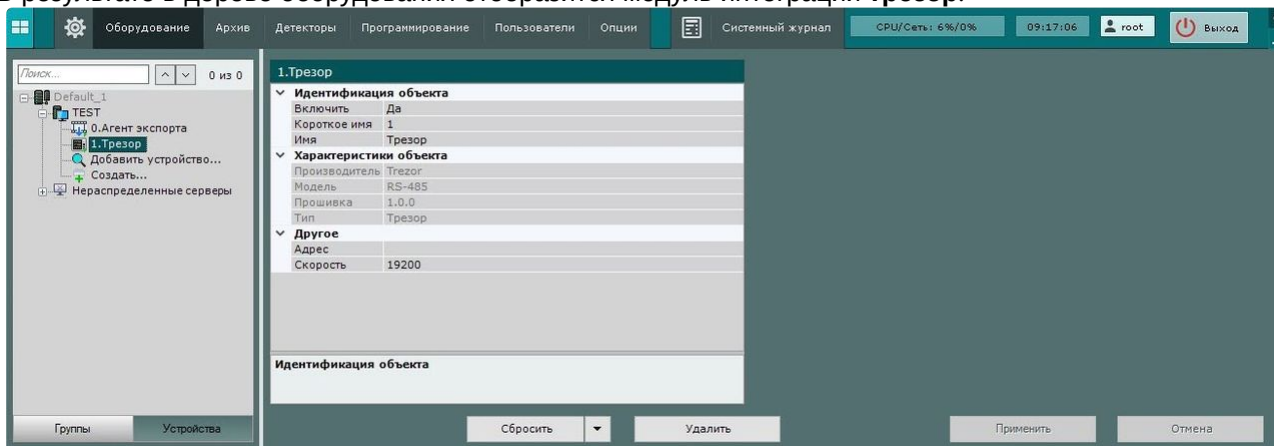 В результате в дерево оборудования отобразится модуль интеграции Трезор.
Оборудование Архив Детекторы Программирование Пользователи Опции Системный журнал CPU/Сеть: 6%/0% 09:17:06 root Выход
Поиск... 0 из 0
Default_1
TEST
0.Агент экспорта
1.Трезор
Добавить устройство...
Создать...
Нераспределенные серверы
Группы Устройства
1.Трезор
Идентификация объекта
Включить Да
Короткое имя 1
Имя Трезор
Характеристики объекта
Производитель Trezor
Модель RS-485
Прошивка 1.0.0
Тип Трезор
Другое
Адрес
Скорость 19200
Идентификация объекта
Сбросить Удалить Применить Отмена